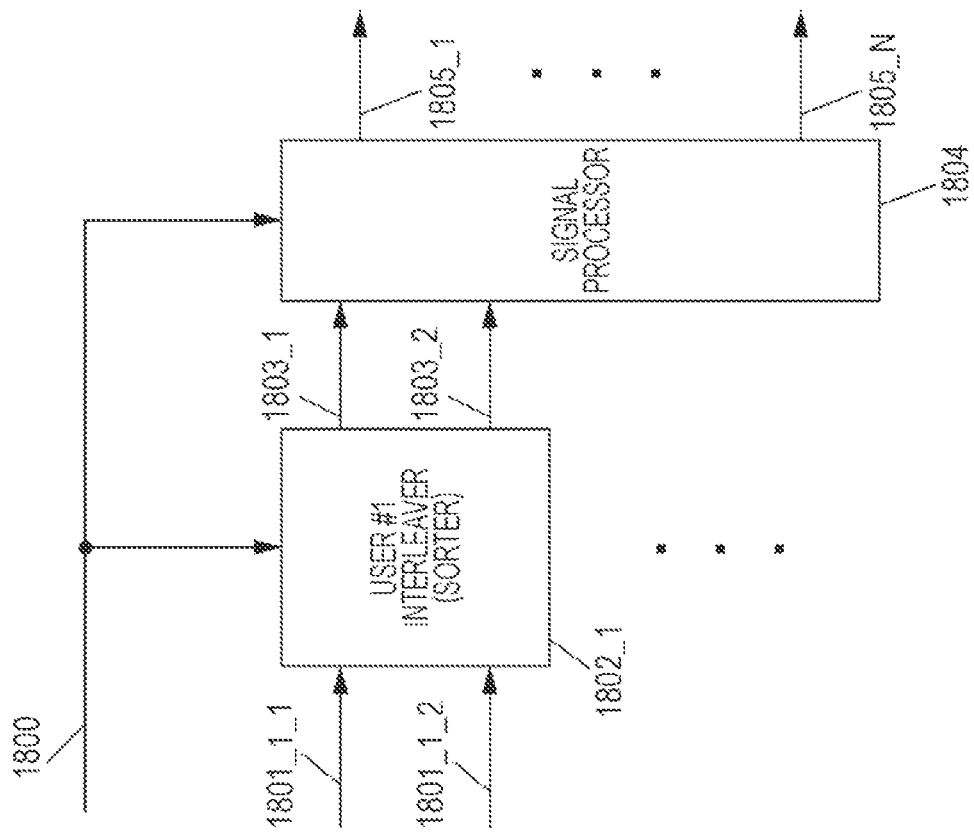 1800
1801_1_1
1801_1_2
USER #1
INTERLEAVER
(SORTER)
1802_1
1803_1
1803_2
SIGNAL
PROCESSOR
1804
1805_1
1805_N